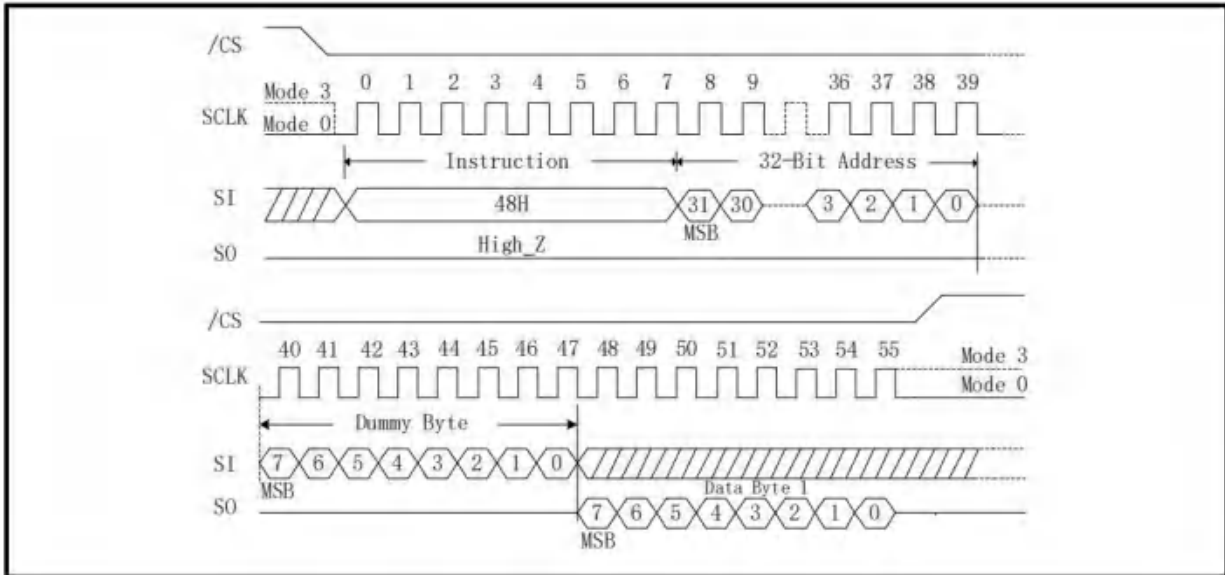 /CS
0 1 2 3 4 5 6 7 8 9 36 37 38 39
Mode 3
SCLK Mode 0
Instruction 32-Bit Address
SI 48H 31 30 3 2 1 0
MSB
SO High_Z
/CS
40 41 42 43 44 45 46 47 48 49 50 51 52 53 54 55 Mode 3
SCLK Mode 0
Dummy Byte
SI 7 6 5 4 3 2 1 0
MSB Data Byte 1
SO 7 6 5 4 3 2 1 0
MSB